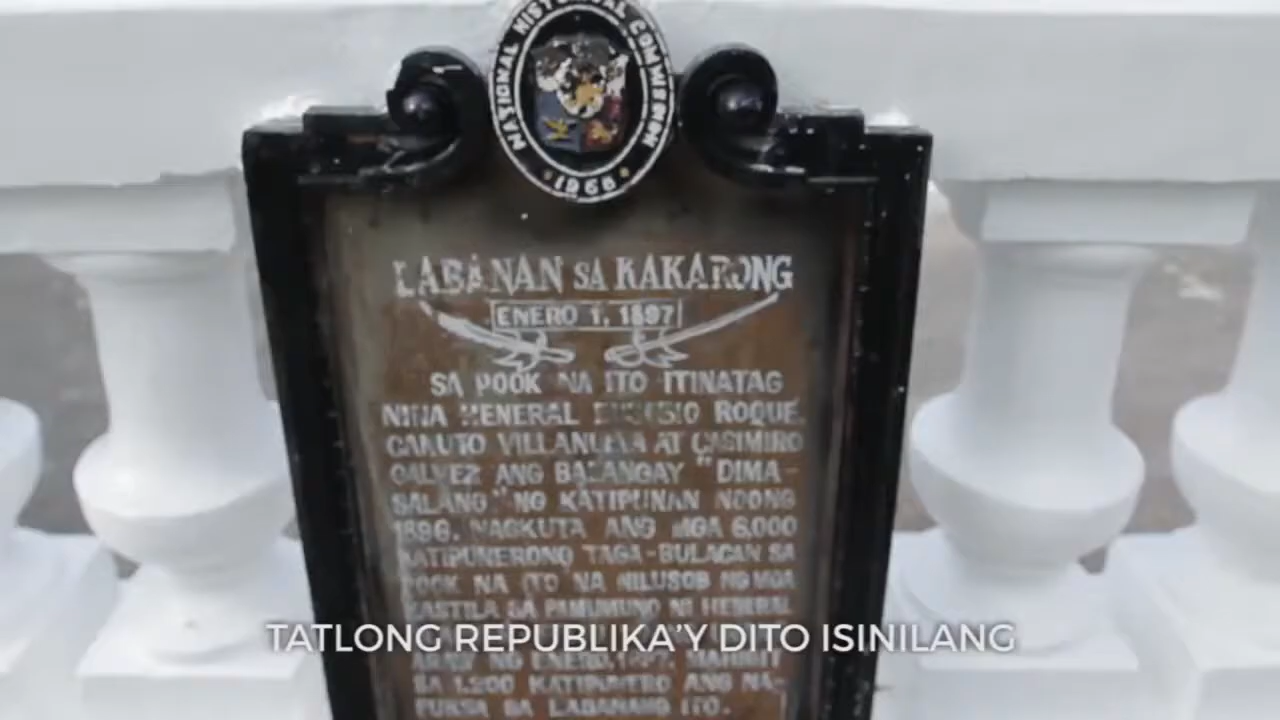 NATIONAL HISTORICAL COMMISSION
1966
LABANAN SA KAKARONG
ENERO 1, 1897
SA POOK NA ITO ITINATAG
NINA HENERAL EUSEBIO ROQUE,
CANUTO VILLANUEVA AT CASIMIRO
GALVEZ ANG BALANGAY "DIMA-
SALANG" NG KATIPUNAN NOONG
1896. NAGKUTA ANG MGA 6,000
KATIPUNERONG TAGA-BULACAN SA
POOK NA ITO NA NILUSOB NG MGA
KASTILA SA PAMUMUNO NI HENERAL
TATLONG REPUBLIKA'Y DITO ISINILANG
ARAW NG ENERO, 1897. MAHIGIT
SA 1,200 KATIPUNERO ANG NA-
PUKSA SA LABANANG ITO.